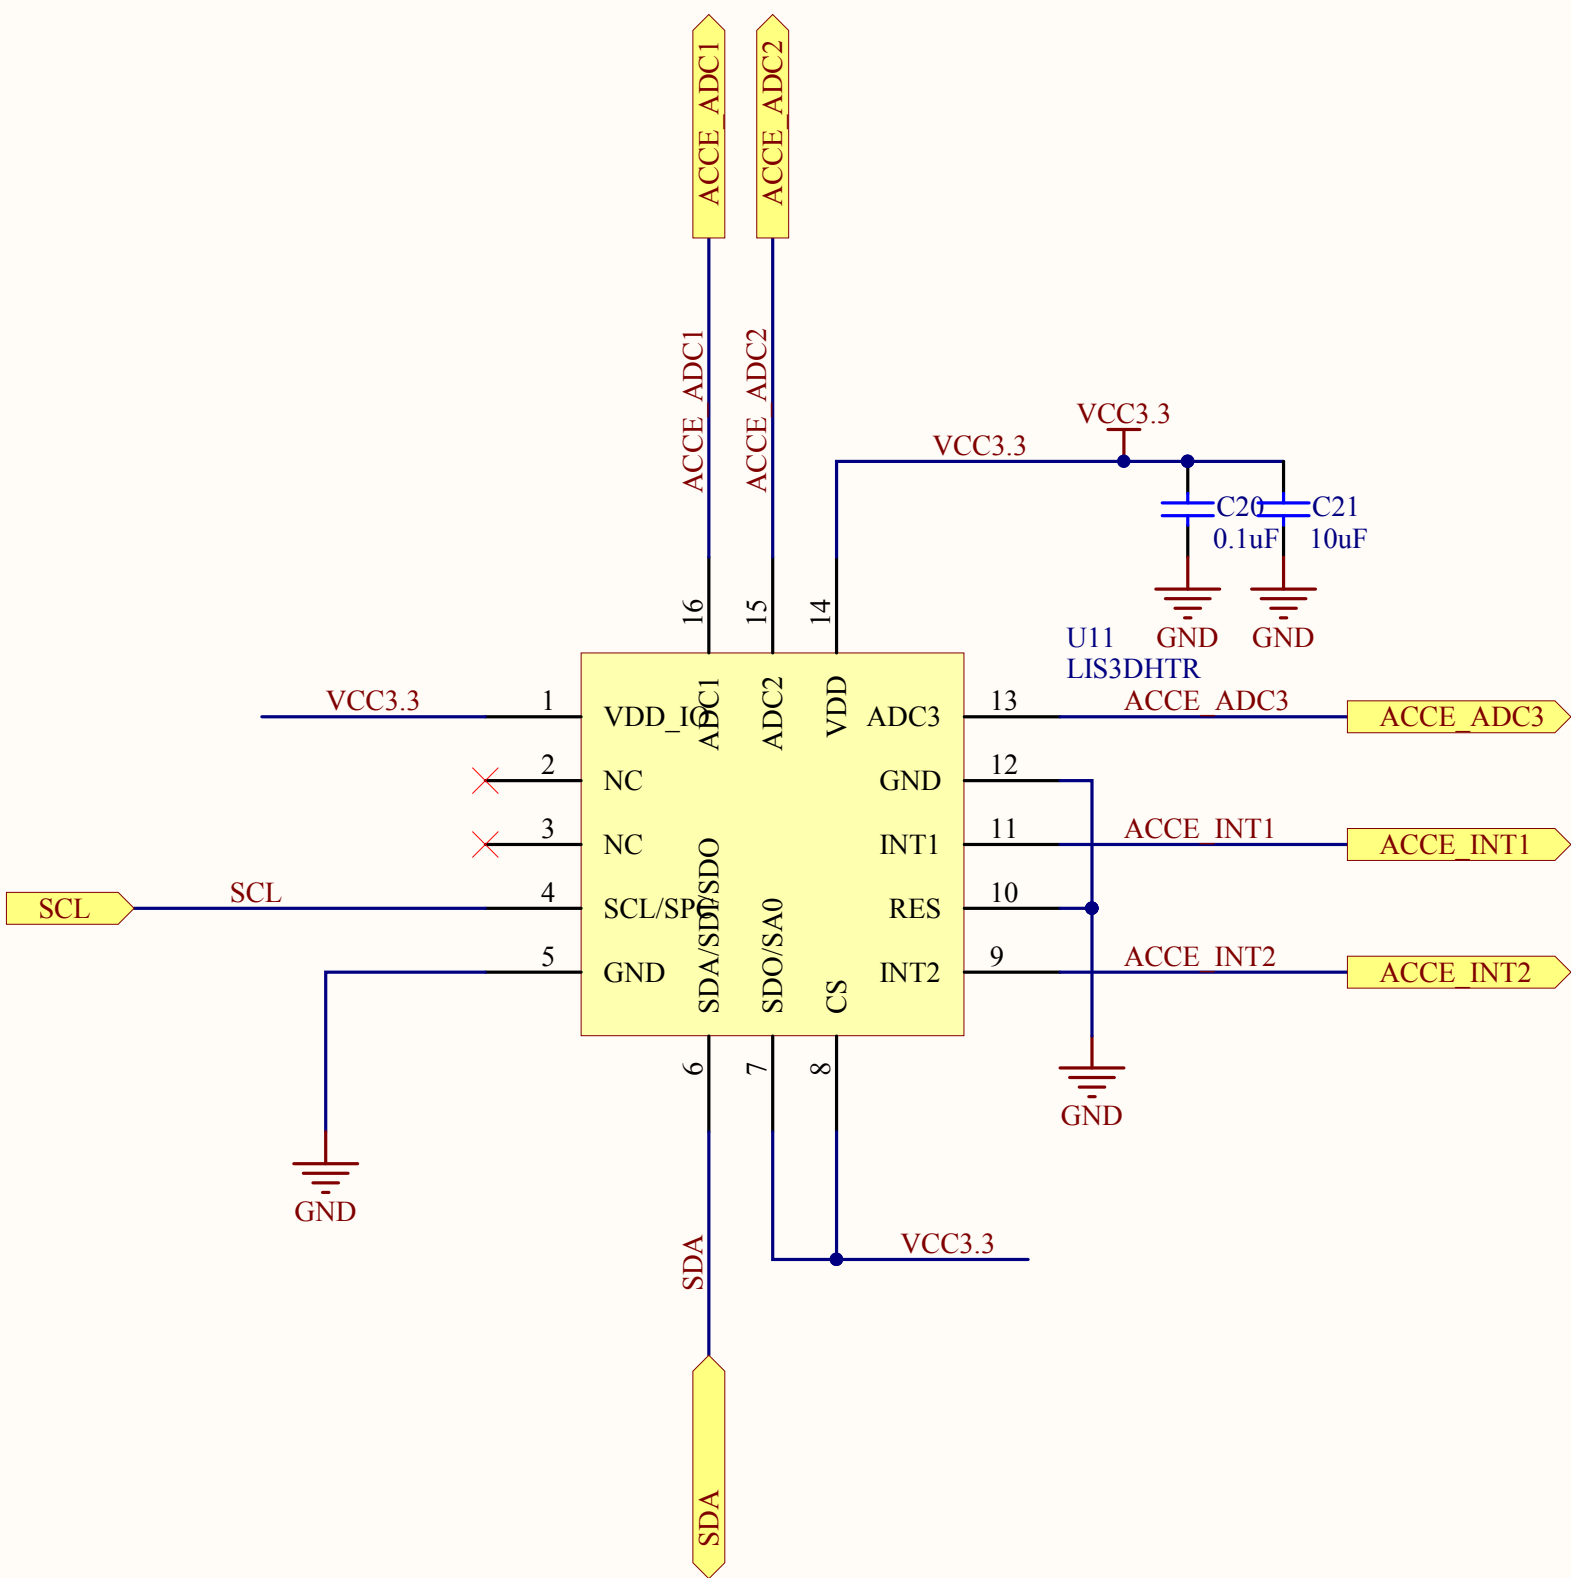 ACCE_ADC1
ACCE_ADC2
ACCE_ADC1
ACCE_ADC2
VCC3.3
VCC3.3
C20
0.1uF
C21
10uF
GND
GND
16
15
14
U11
LIS3DHTR
VCC3.3
1
VDD_IO
ADC1
ADC2
VDD
ADC3
13
ACCE_ADC3
ACCE_ADC3
2
NC
GND
12
3
NC
INT1
11
ACCE_INT1
ACCE_INT1
SCL
SCL
4
SCL/SPC
RES
10
5
GND
SDA/SDI/SDO
SDO/SA0
CS
INT2
9
ACCE_INT2
ACCE_INT2
6
7
8
GND
GND
SDA
VCC3.3
SDA